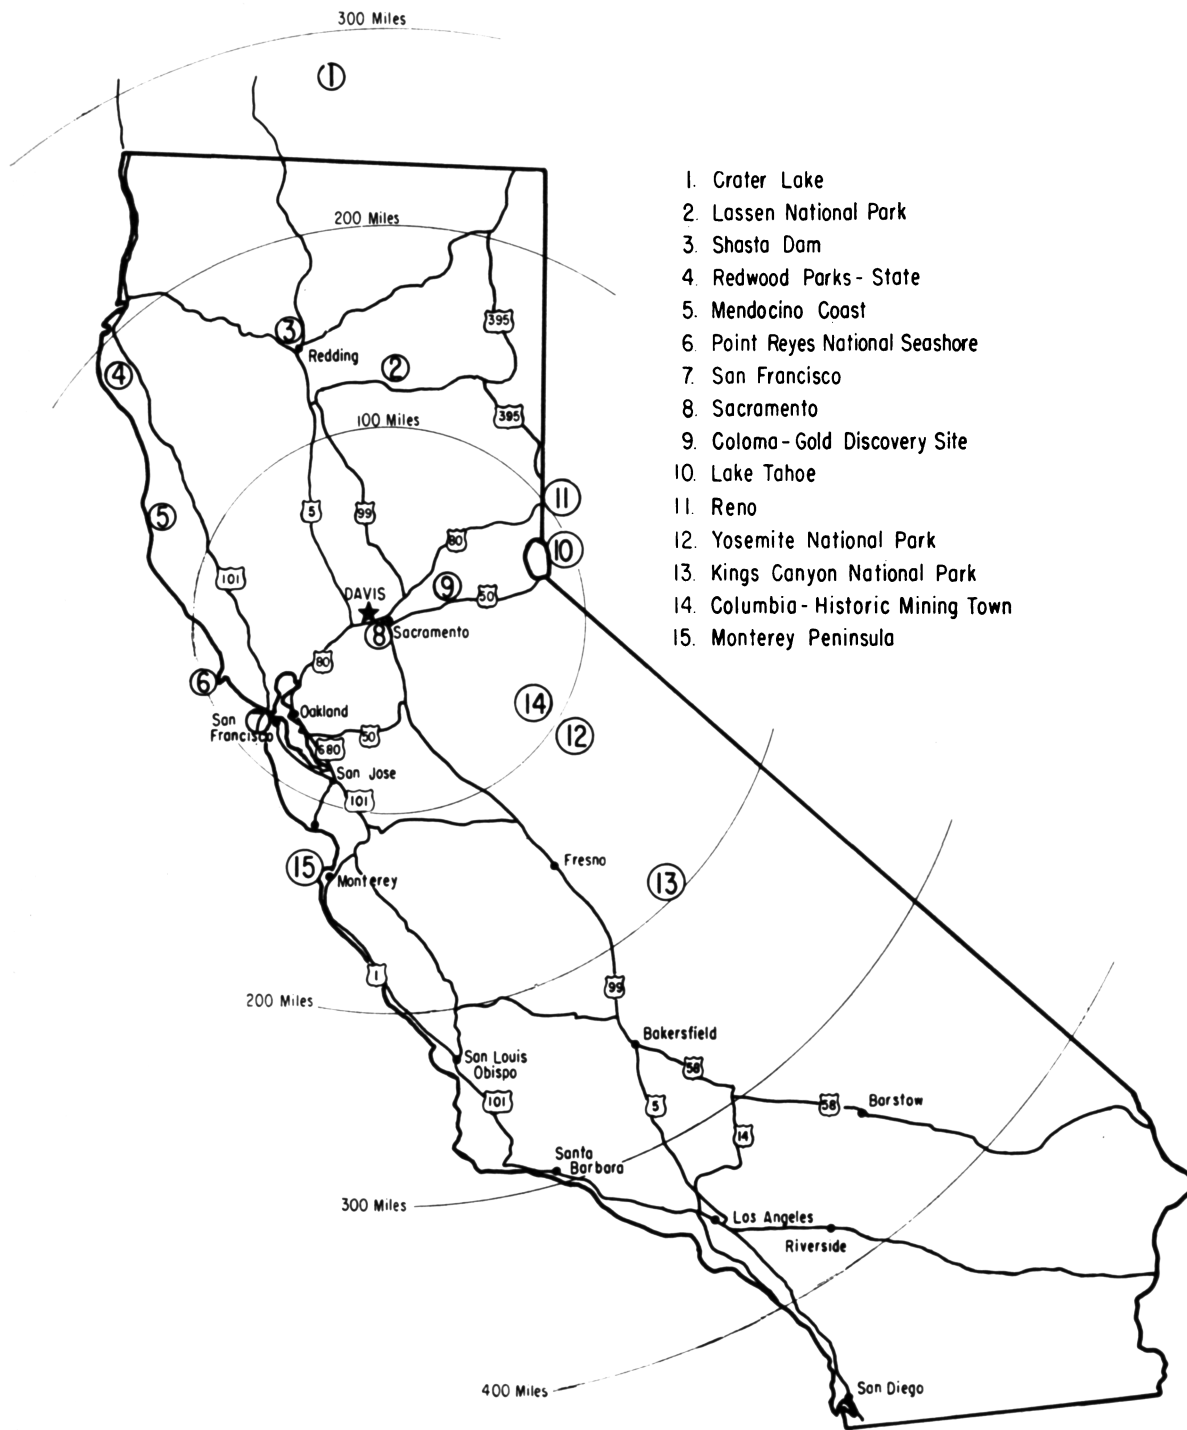 300 Miles
1
1. Crater Lake
2. Lassen National Park
3. Shasta Dam
4. Redwood Parks - State
5. Mendocino Coast
6. Point Reyes National Seashore
7. San Francisco
8. Sacramento
9. Coloma - Gold Discovery Site
10. Lake Tahoe
11. Reno
12. Yosemite National Park
13. Kings Canyon National Park
14. Columbia - Historic Mining Town
15. Monterey Peninsula
200 Miles
395
3
Redding
2
4
395
100 Miles
11
5
99
5
80
10
101
DAVIS
9
50
8
Sacramento
80
6
14
Oakland
7
San
Francisco
50
12
680
San Jose
101
15
Fresno
Monterey
13
1
99
200 Miles
Bakersfield
San Louis
Obispo
58
101
5
58
Barstow
14
Santa
Barbara
300 Miles
Los Angeles
Riverside
400 Miles
San Diego